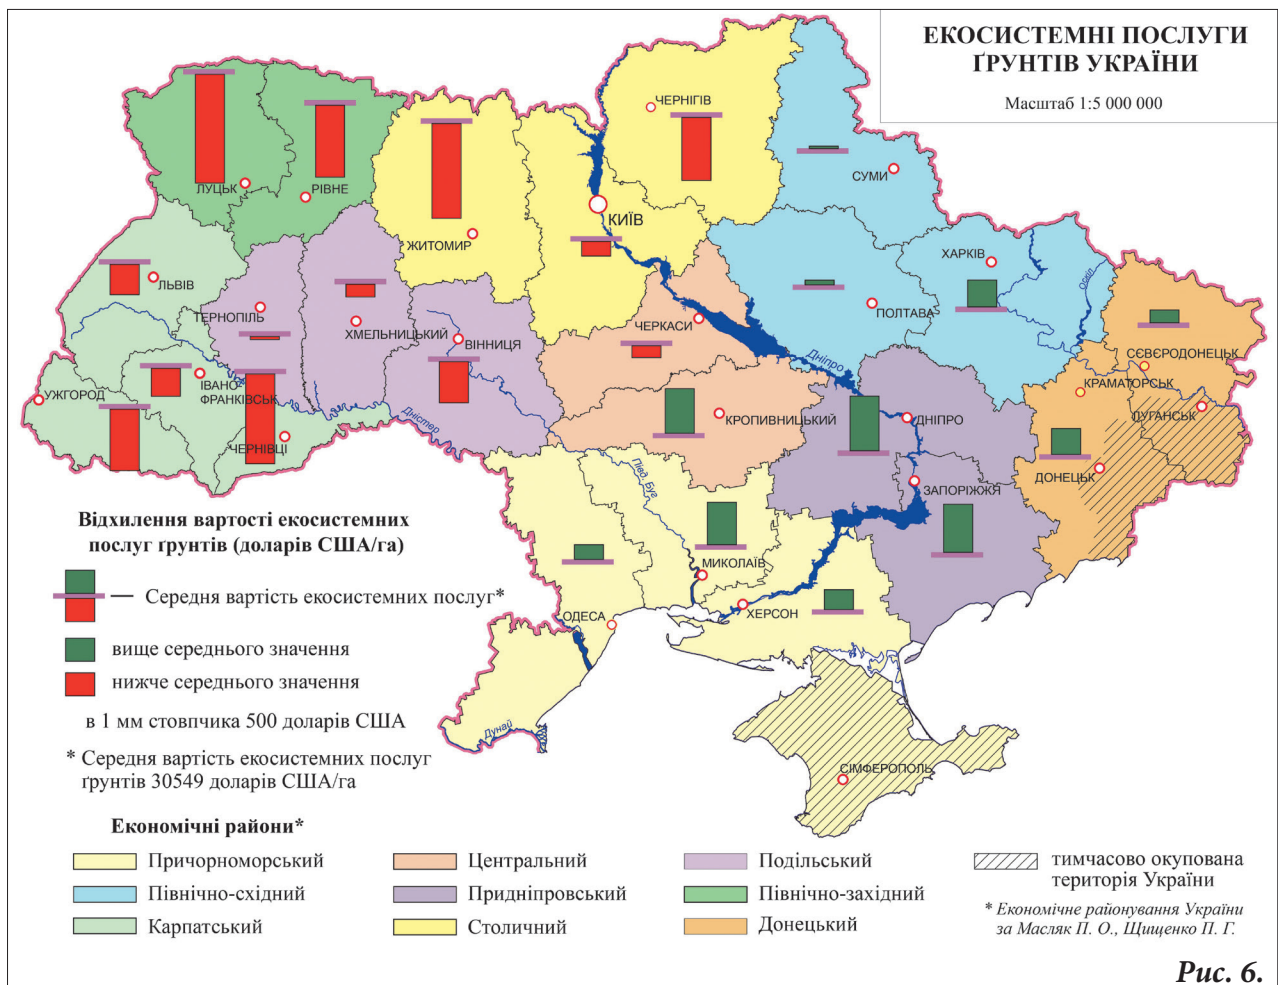 ЕКОСИСТЕМНІ ПОСЛУГИ
ҐРУНТІВ УКРАЇНИ
Масштаб 1:5 000 000
ЧЕРНІГІВ
СУМИ
ЛУЦЬК
РІВНЕ
КИЇВ
ЖИТОМИР
ХАРКІВ
Оскіл
ЛЬВІВ
ТЕРНОПІЛЬ
ХМЕЛЬНИЦЬКИЙ
ВІННИЦЯ
ЧЕРКАСИ
ПОЛТАВА
Дніпро
СЄВЄРОДОНЕЦЬК
КРАМАТОРСЬК
УЖГОРОД
ІВАНО-
ФРАНКІВСЬК
ЛУГАНСЬК
Дністер
КРОПИВНИЦЬКИЙ
ДНІПРО
ЧЕРНІВЦІ
Півд. Буг
ДОНЕЦЬК
ЗАПОРІЖЖЯ
МИКОЛАЇВ
ХЕРСОН
ОДЕСА
Дунай
СІМФЕРОПОЛЬ
Відхилення вартості екосистемних
послуг ґрунтів (доларів США/га)
Середня вартість екосистемних послуг*
вище середнього значення
нижче середнього значення
в 1 мм стовпчика 500 доларів США
* Середня вартість екосистемних послуг
ґрунтів 30549 доларів США/га
Економічні райони*
Причорноморський
Північно-східний
Карпатський
Центральний
Придніпровський
Столичний
Подільський
Північно-західний
Донецький
тимчасово окупована
територія України
* Економічне районування України
за Масляк П. О., Щищенко П. Г.
Рис. 6.